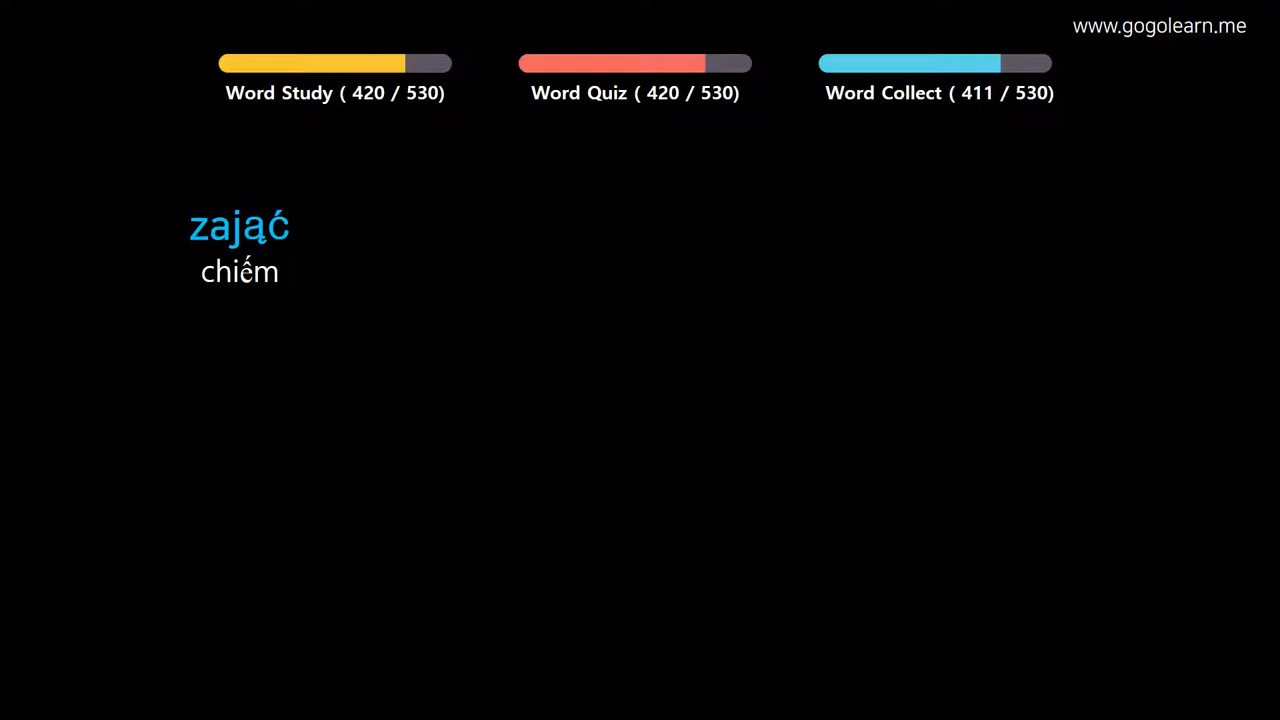 www.gogolearn.me
Word Study ( 420 / 530)
Word Quiz ( 420 / 530)
Word Collect ( 411 / 530)
zająć
chiếm